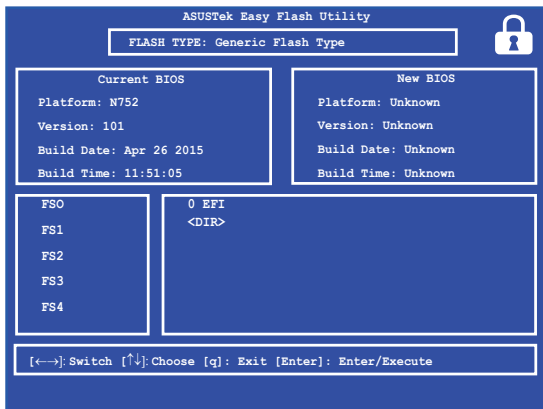 ASUSTek Easy Flash Utility
FLASH TYPE: Generic Flash Type
Current BIOS
Platform: N752
Version: 101
Build Date: Apr 26 2015
Build Time: 11:51:05
New BIOS
Platform: Unknown
Version: Unknown
Build Date: Unknown
Build Time: Unknown
FSO
FS1
FS2
FS3
FS4
0 EFI
<DIR>
[←→]: Switch [↑↓]: Choose [q]: Exit [Enter]: Enter/Execute